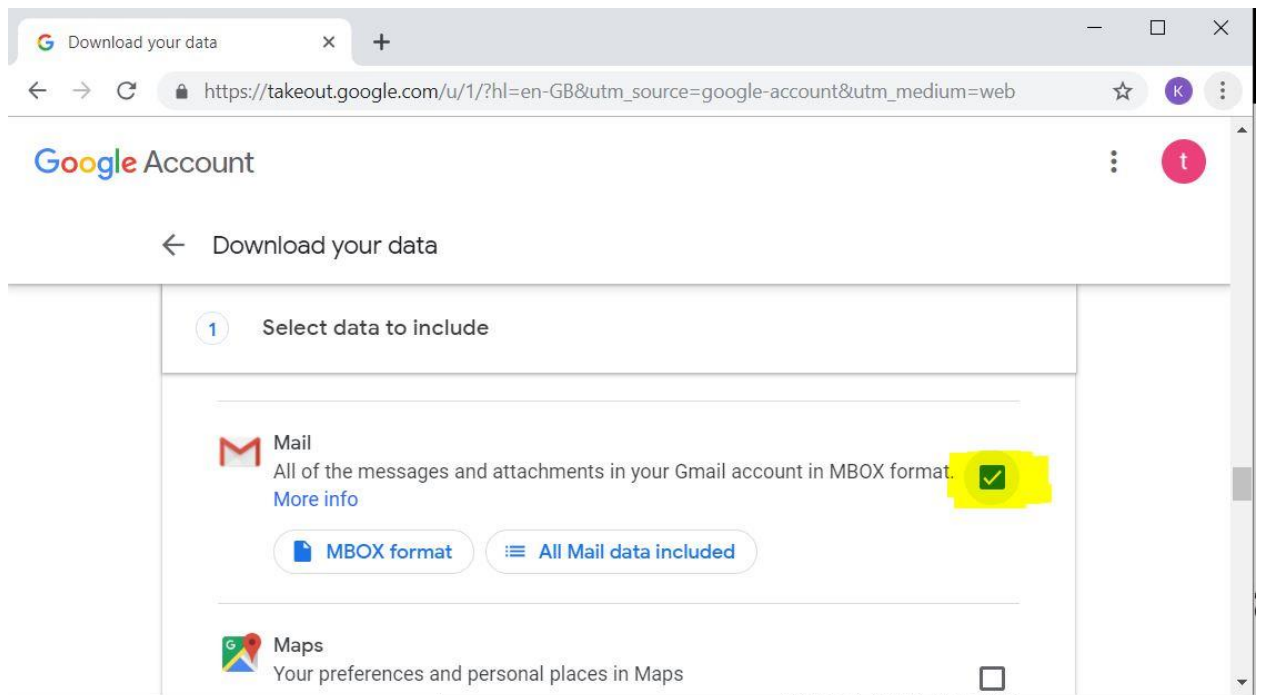 Download your data
https://takeout.google.com/u/1/?hl=en-GB&utm_source=google-account&utm_medium=web
K
Google Account
t
Download your data
1 Select data to include
Mail
All of the messages and attachments in your Gmail account in MBOX format.
More info
MBOX format All Mail data included
Maps
Your preferences and personal places in Maps